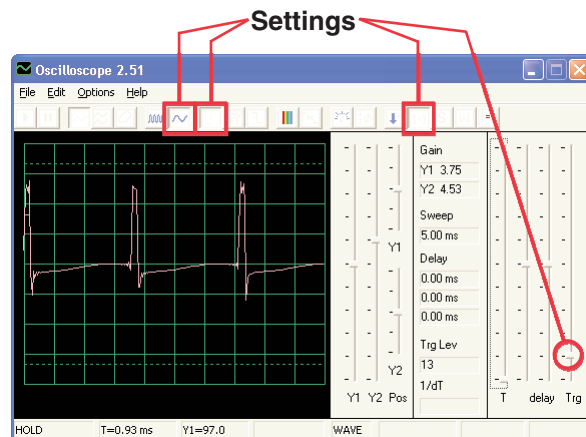 Settings
Oscilloscope 2.51
File Edit Options Help
Gain
Y1 3.75
Y2 4.53
Sweep
5.00 ms
Delay
0.00 ms
0.00 ms
0.00 ms
Trg Lev
13
1/dT
Y1
Y2
Y1 Y2 Pos
T delay Trg
HOLD T=0.93 ms Y1=97.0 WAVE